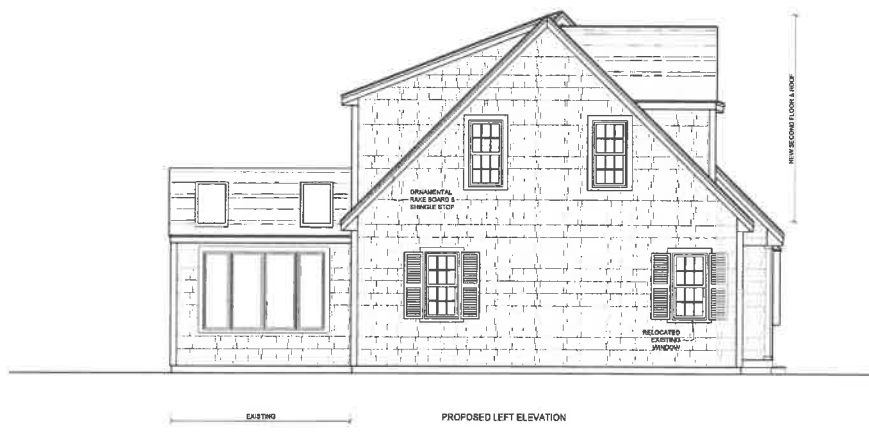 NEW SECOND FLOOR & ROOF
ORNAMENTAL
RAKE BOARD &
SHINGLE STOP
RELOCATED
EXISTING
WINDOW
EXISTING
PROPOSED LEFT ELEVATION